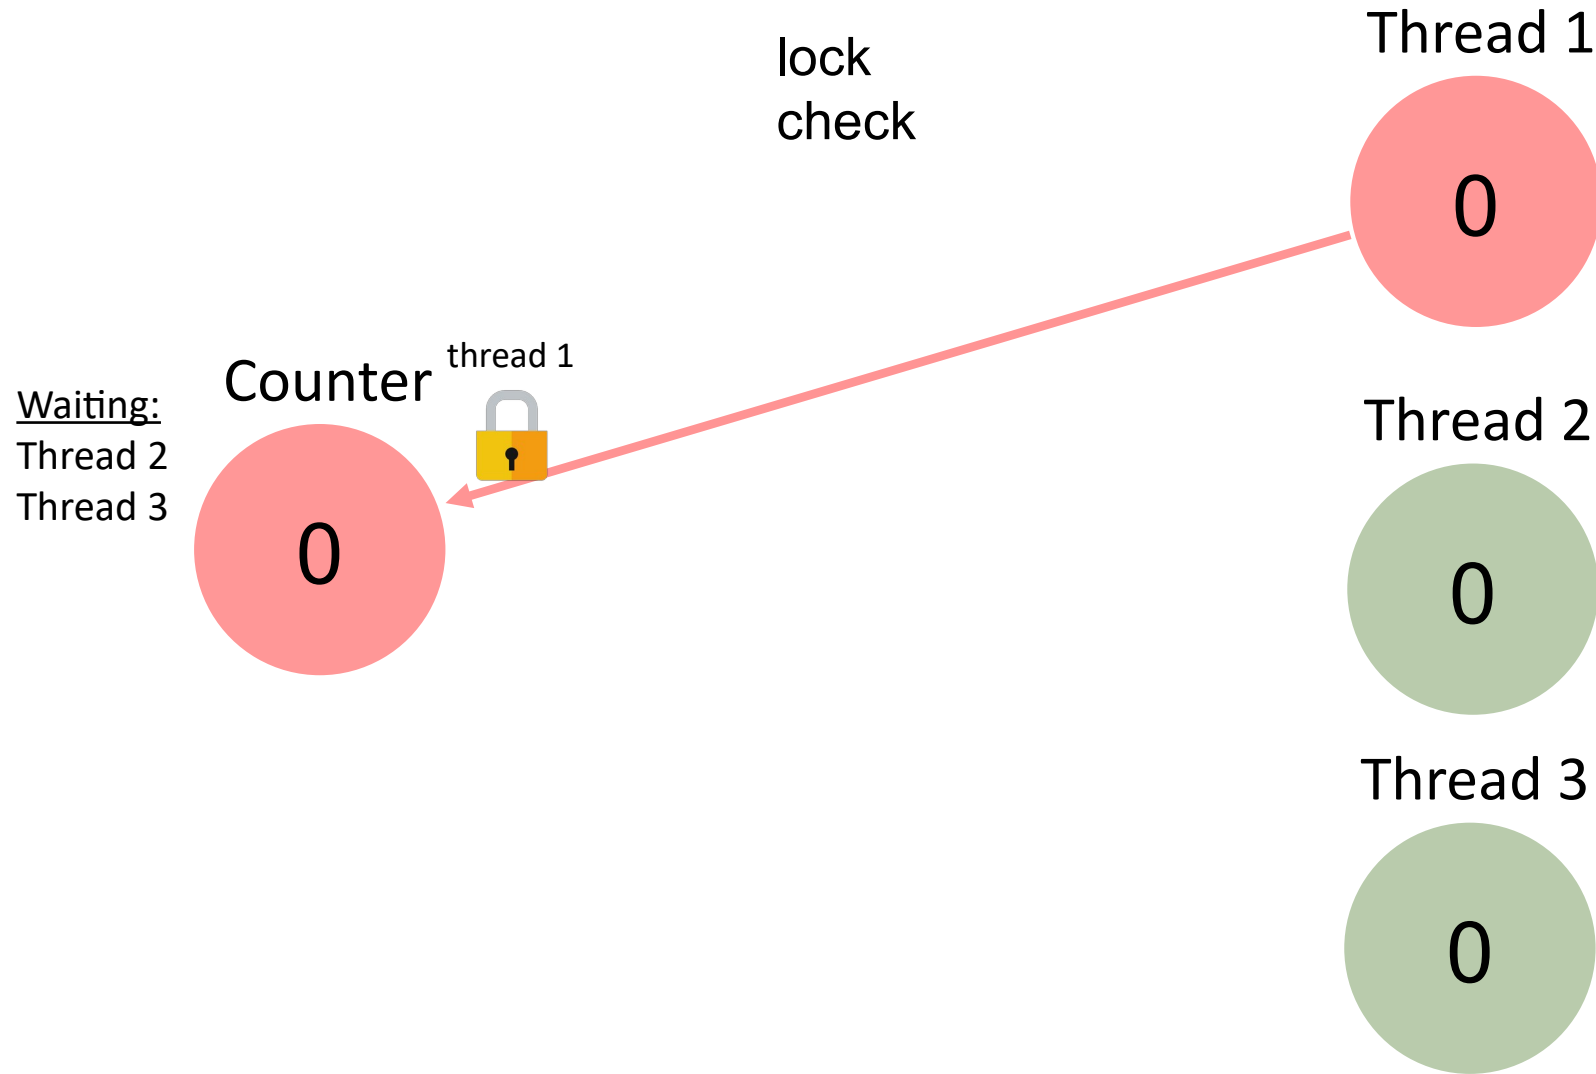 lock
check
Thread 1
0
thread 1
Counter
Waiting:
Thread 2
Thread 3
0
Thread 2
0
Thread 3
0